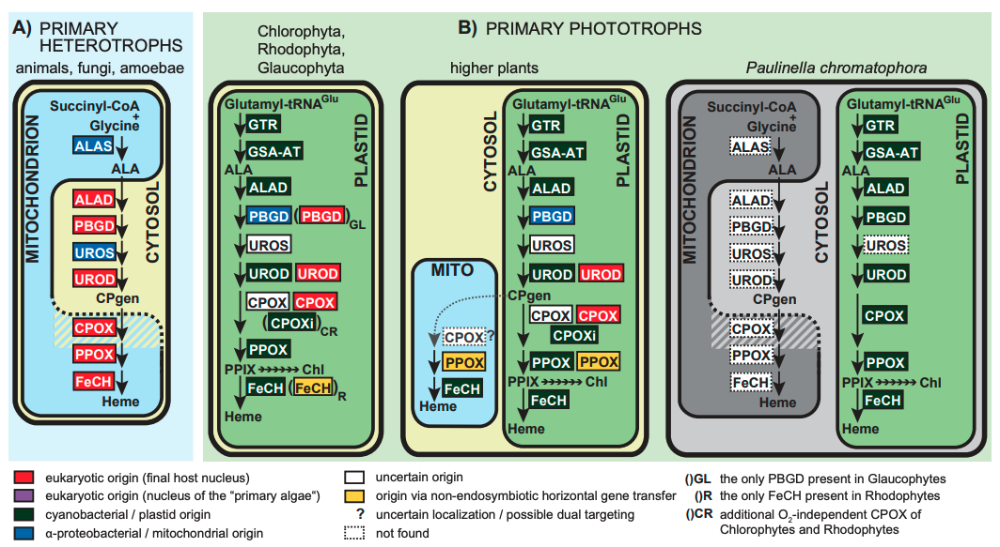 A) PRIMARY
HETEROTROPHS
animals, fungi, amoebae
MITOCHONDRION
CYTOSOL
Succinyl-CoA
+
Glycine
ALAS
ALA
ALAD
PBGD
UROS
UROD
CPgen
CPOX
PPOX
FeCH
Heme
B) PRIMARY PHOTOTROPHS
Chlorophyta,
Rhodophyta,
Glaucophyta
PLASTID
Glutamyl-tRNAGlu
GTR
GSA-AT
ALA
ALAD
PBGD (PBGD)GL
UROS
UROD UROD
CPOX CPOX
(CPOXi)CR
PPOX
PPIX Chl
FeCH (FeCH)R
Heme
higher plants
CYTOSOL
PLASTID
Glutamyl-tRNAGlu
GTR
GSA-AT
ALA
ALAD
PBGD
UROS
UROD UROD
CPgen
CPOX CPOX
CPOXi
PPOX PPOX
PPIX Chl
FeCH
Heme
MITO
CPOX ?
PPOX
FeCH
Heme
Paulinella chromatophora
MITOCHONDRION
CYTOSOL
Succinyl-CoA
+
Glycine
ALAS
ALA
ALAD
PBGD
UROS
UROD
CPgen
CPOX
PPOX
FeCH
Heme
PLASTID
Glutamyl-tRNAGlu
GTR
GSA-AT
ALA
ALAD
PBGD
UROS
UROD
CPOX
PPOX
PPIX Chl
FeCH
Heme
eukaryotic origin (final host nucleus)
eukaryotic origin (nucleus of the "primary algae")
cyanobacterial / plastid origin
α-proteobacterial / mitochondrial origin
uncertain origin
origin via non-endosymbiotic horizontal gene transfer
? uncertain localization / possible dual targeting
not found
()GL the only PBGD present in Glaucophytes
()R the only FeCH present in Rhodophytes
()CR additional O2-independent CPOX of
Chlorophytes and Rhodophytes